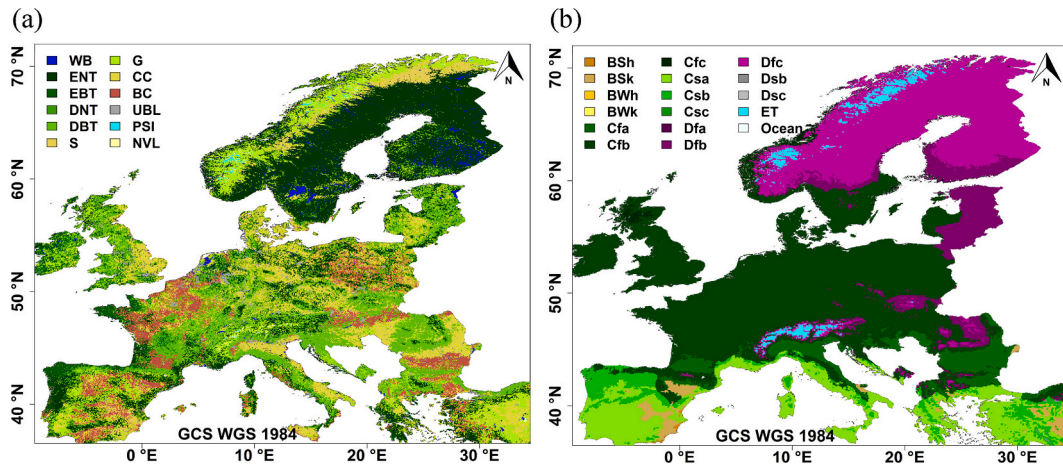 (a)
WB G
ENT CC
EBT BC
DNT UBL
DBT PSI
S NVL
N
70 °N
60 °N
50 °N
40 °N
GCS WGS 1984
0 °E 10 °E 20 °E 30 °E
(b)
BSh Cfc Dfc
BSk Csa Dsb
BWh Csb Dsc
BWk Csc ET
Cfa Dfa Ocean
Cfb Dfb
N
70 °N
60 °N
50 °N
40 °N
GCS WGS 1984
0 °E 10 °E 20 °E 30 °E